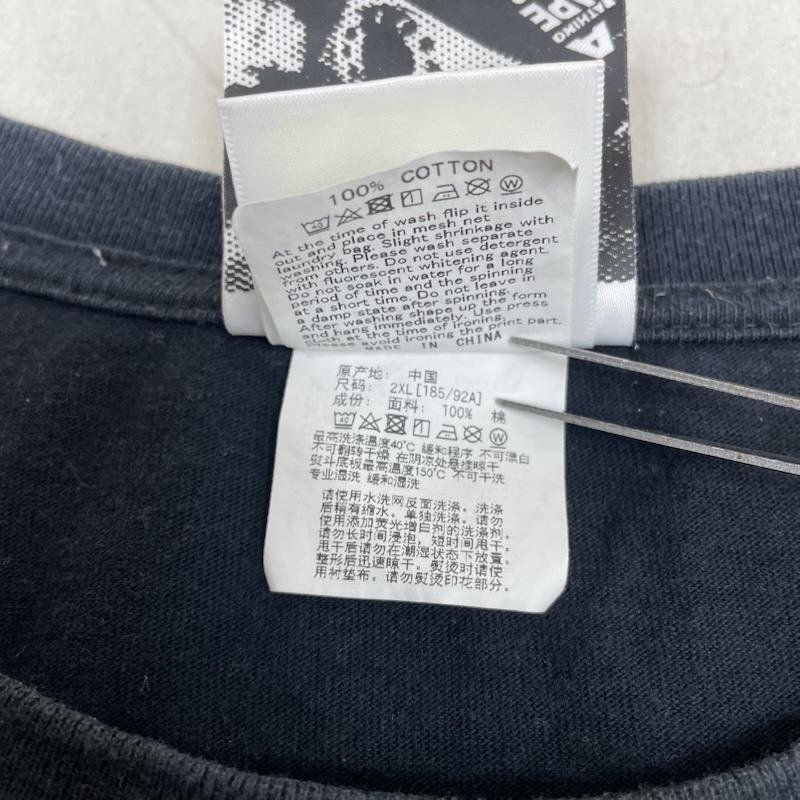 BATHING
APE
100% COTTON
40
At the time of wash flip it inside
out and place in mesh net
laundry bag. Slight shrinkage with
washing. Please wash separate
from others. Do not use detergent
with fluorescent whitening agent.
Do not soak in water for a long
period of time and the spinning
at a short time. Do not leave in
a damp state after spinning.
After washing shape up the form
and hang immediately. Use press
cloth at the time of ironing.
Please avoid ironing the print part.
MADE IN CHINA
原产地: 中国
尺码: 2XL[185/92A]
成份: 面料: 100% 棉
40 W
最高洗涤温度40℃ 缓和程序 不可漂白
不可翻转干燥 在阴凉处悬挂晾干
熨斗底板最高温度150℃ 不可干洗
专业湿洗 缓和湿洗
请使用水洗网反面洗涤。洗涤
后稍有缩水。单独洗涤。请勿
使用添加荧光增白剂的洗涤剂。
请勿长时间浸泡，短时间甩干。
甩干后请勿在潮湿状态下放置。
整形后迅速晾干。熨烫时请使
用衬垫布。请勿熨烫印花部分。